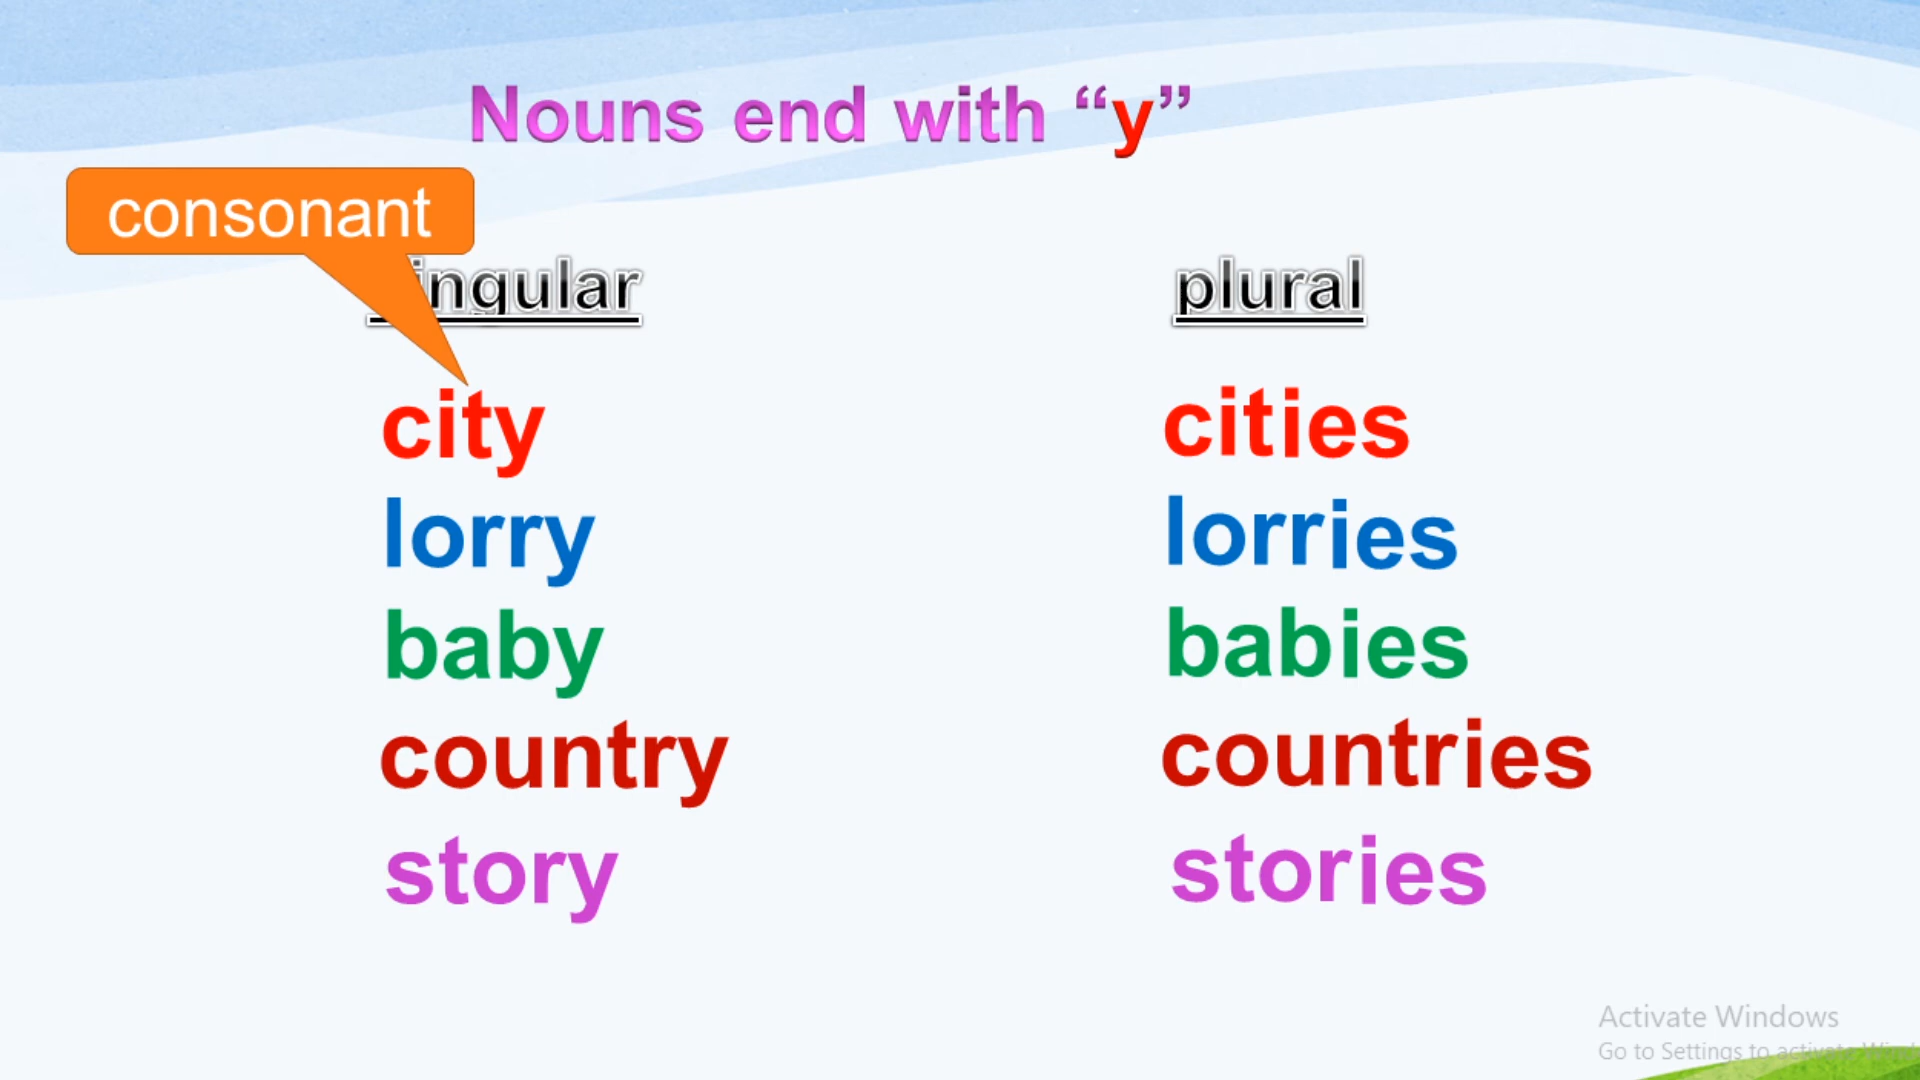 Nouns end with “y”
consonant
plural
city cities
lorry lorries
baby babies
country countries
story stories
Activate Windows
Go to Settings to activate